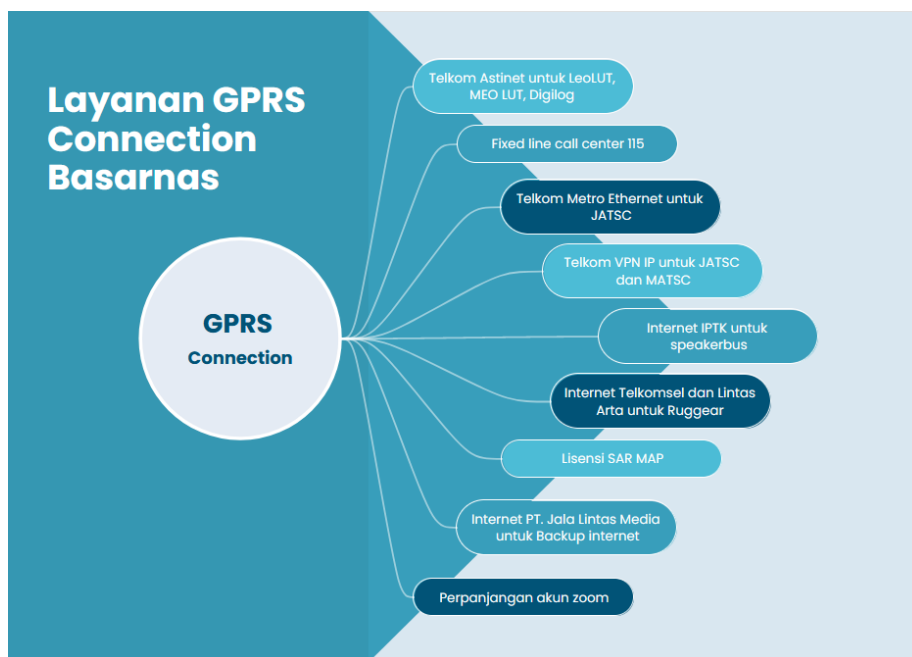 Layanan GPRS
Connection
Basarnas
GPRS
Connection
Telkom Astinet untuk LeoLUT,
MEO LUT, Digilog
Fixed line call center 115
Telkom Metro Ethernet untuk
JATSC
Telkom VPN IP untuk JATSC
dan MATSC
Internet IPTK untuk
speakerbus
Internet Telkomsel dan Lintas
Arta untuk Ruggear
Lisensi SAR MAP
Internet PT. Jala Lintas Media
untuk Backup internet
Perpanjangan akun zoom